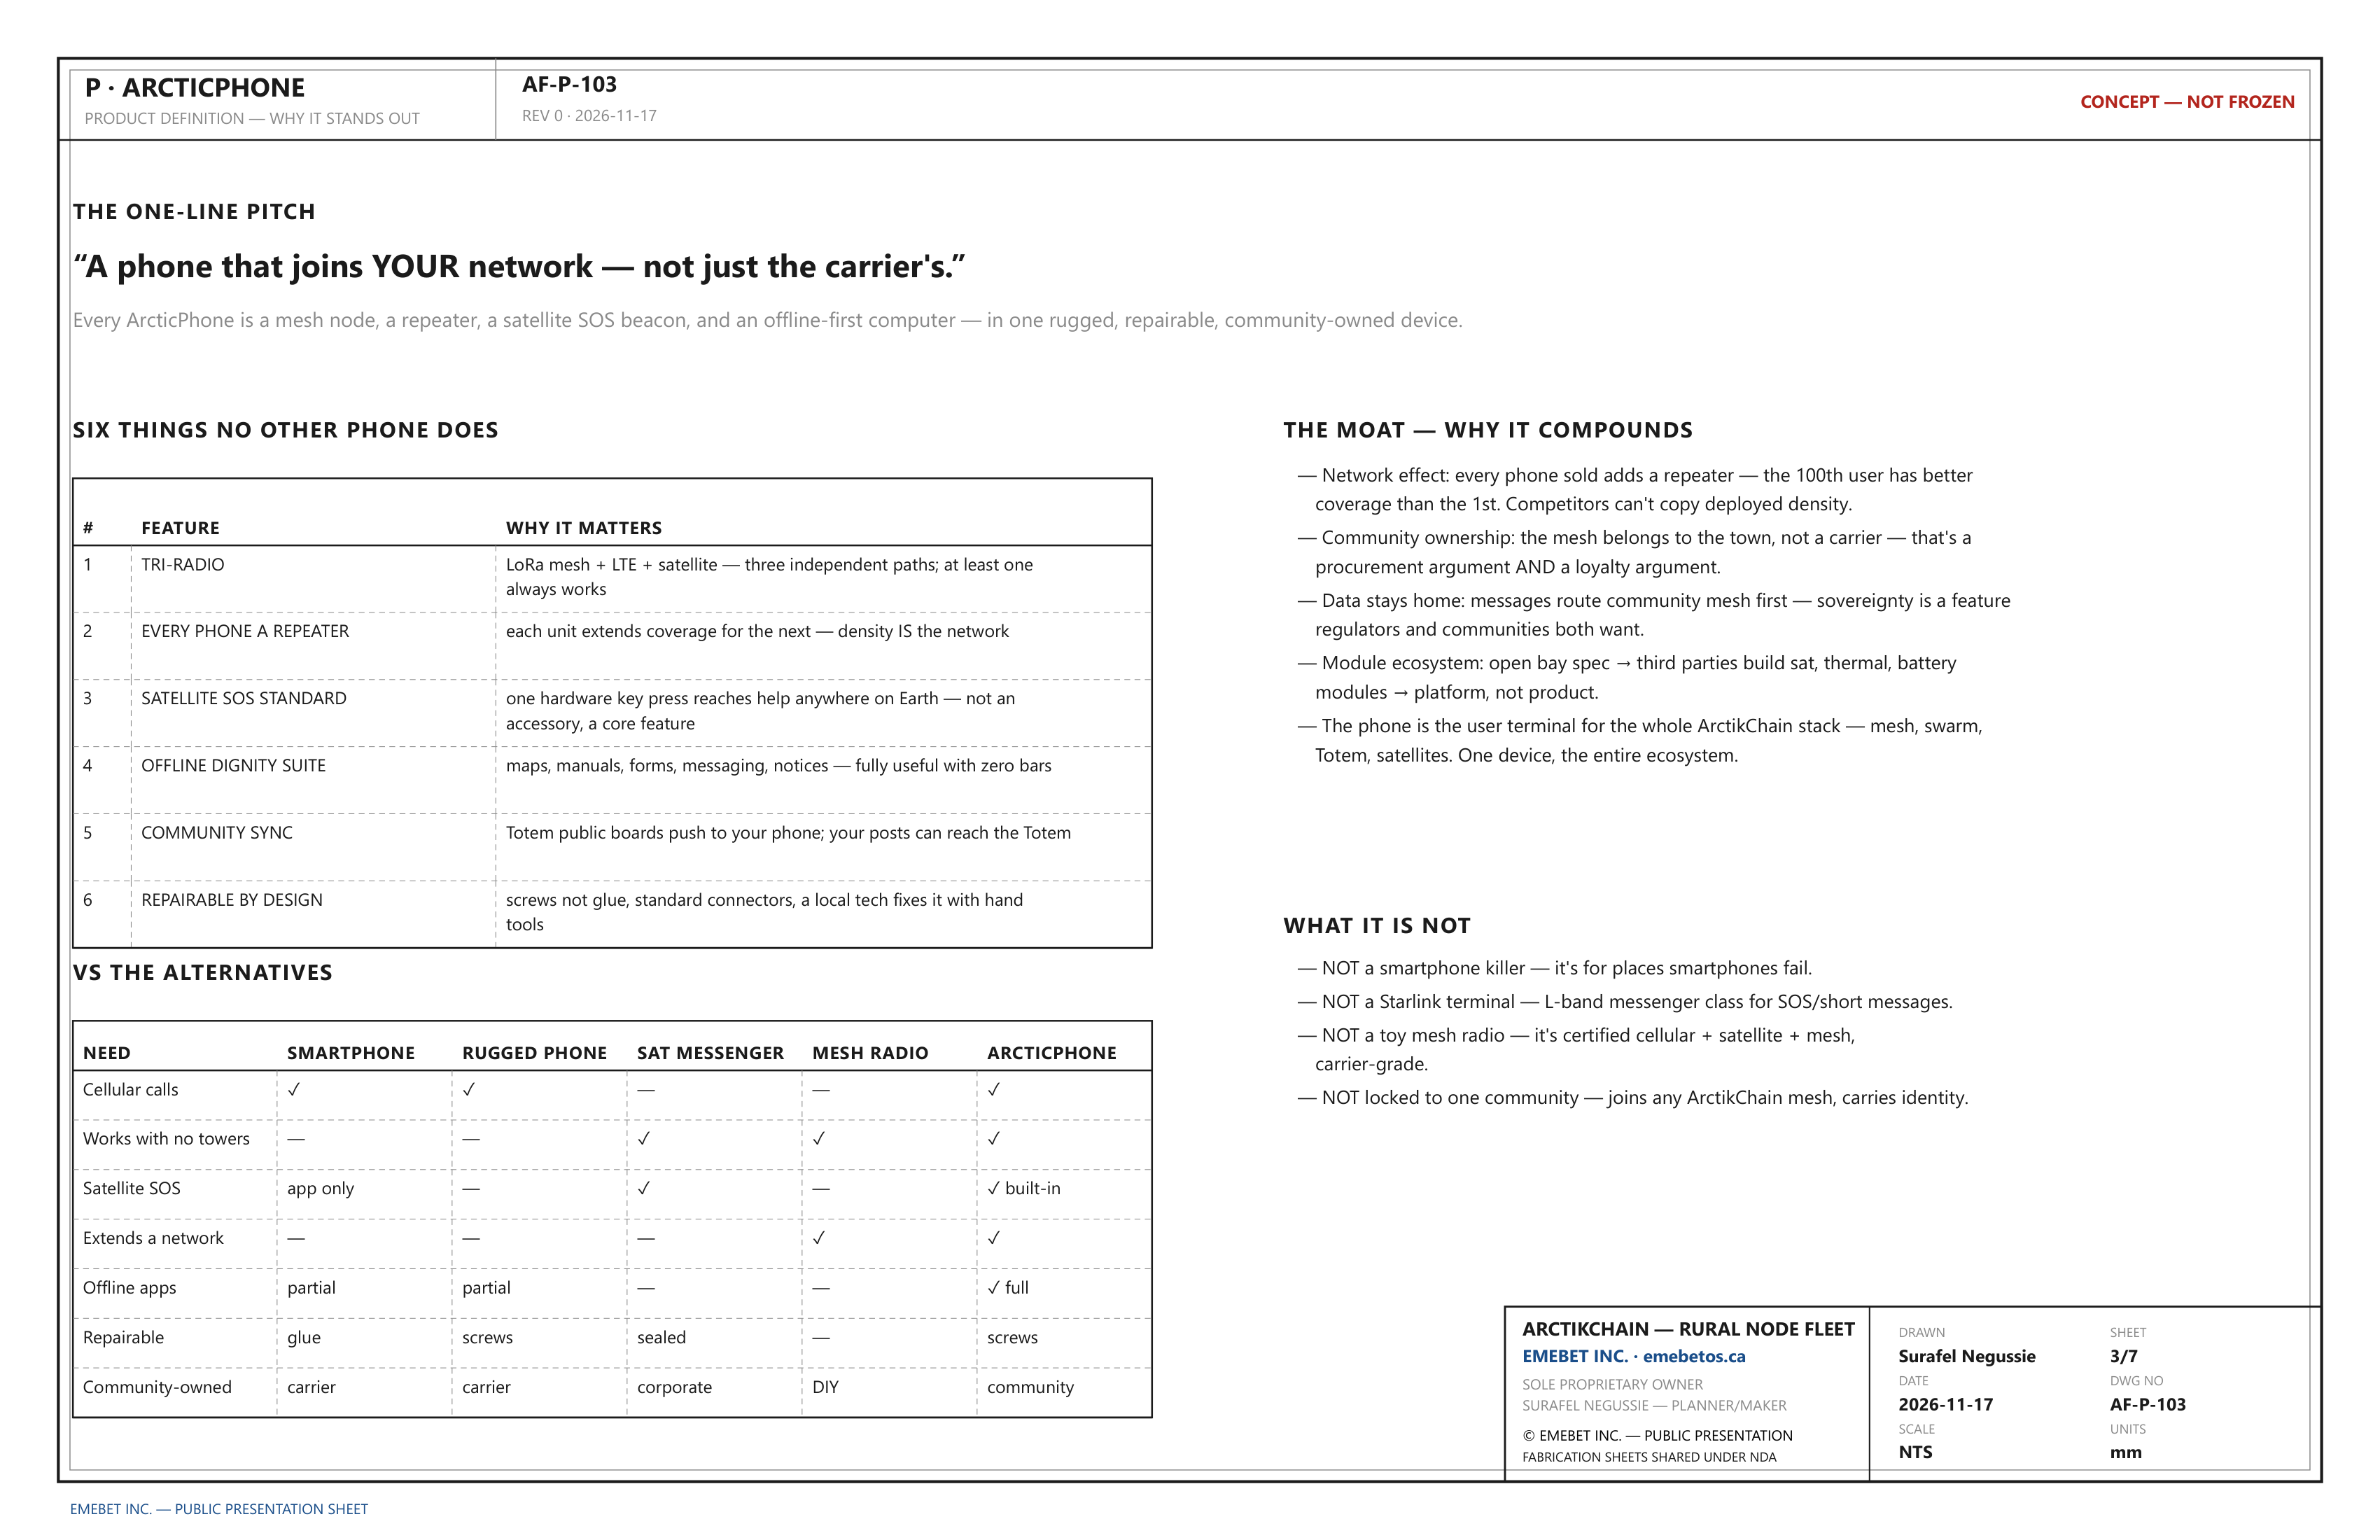 P · ARCTICPHONE
PRODUCT DEFINITION — WHY IT STANDS OUT
AF-P-103
REV 0 · 2026-11-17
CONCEPT — NOT FROZEN
THE ONE-LINE PITCH
“A phone that joins YOUR network — not just the carrier's.”
Every ArcticPhone is a mesh node, a repeater, a satellite SOS beacon, and an offline-first computer — in one rugged, repairable, community-owned device.
SIX THINGS NO OTHER PHONE DOES
# FEATURE WHY IT MATTERS
1 TRI-RADIO LoRa mesh + LTE + satellite — three independent paths; at least one
always works
2 EVERY PHONE A REPEATER each unit extends coverage for the next — density IS the network
3 SATELLITE SOS STANDARD one hardware key press reaches help anywhere on Earth — not an
accessory, a core feature
4 OFFLINE DIGNITY SUITE maps, manuals, forms, messaging, notices — fully useful with zero bars
5 COMMUNITY SYNC Totem public boards push to your phone; your posts can reach the Totem
6 REPAIRABLE BY DESIGN screws not glue, standard connectors, a local tech fixes it with hand
tools
VS THE ALTERNATIVES
NEED SMARTPHONE RUGGED PHONE SAT MESSENGER MESH RADIO ARCTICPHONE
Cellular calls ✓ ✓ — — ✓
Works with no towers — — ✓ ✓ ✓
Satellite SOS app only — ✓ — ✓ built-in
Extends a network — — — ✓ ✓
Offline apps partial partial — — ✓ full
Repairable glue screws sealed — screws
Community-owned carrier carrier corporate DIY community
THE MOAT — WHY IT COMPOUNDS
— Network effect: every phone sold adds a repeater — the 100th user has better
coverage than the 1st. Competitors can't copy deployed density.
— Community ownership: the mesh belongs to the town, not a carrier — that's a
procurement argument AND a loyalty argument.
— Data stays home: messages route community mesh first — sovereignty is a feature
regulators and communities both want.
— Module ecosystem: open bay spec → third parties build sat, thermal, battery
modules → platform, not product.
— The phone is the user terminal for the whole ArctikChain stack — mesh, swarm,
Totem, satellites. One device, the entire ecosystem.
WHAT IT IS NOT
— NOT a smartphone killer — it's for places smartphones fail.
— NOT a Starlink terminal — L-band messenger class for SOS/short messages.
— NOT a toy mesh radio — it's certified cellular + satellite + mesh,
carrier-grade.
— NOT locked to one community — joins any ArctikChain mesh, carries identity.
ARCTIKCHAIN — RURAL NODE FLEET
EMEBET INC. · emebetos.ca
SOLE PROPRIETARY OWNER
SURAFEL NEGUSSIE — PLANNER/MAKER
© EMEBET INC. — PUBLIC PRESENTATION
FABRICATION SHEETS SHARED UNDER NDA
DRAWN SHEET
Surafel Negussie 3/7
DATE DWG NO
2026-11-17 AF-P-103
SCALE UNITS
NTS mm
EMEBET INC. — PUBLIC PRESENTATION SHEET